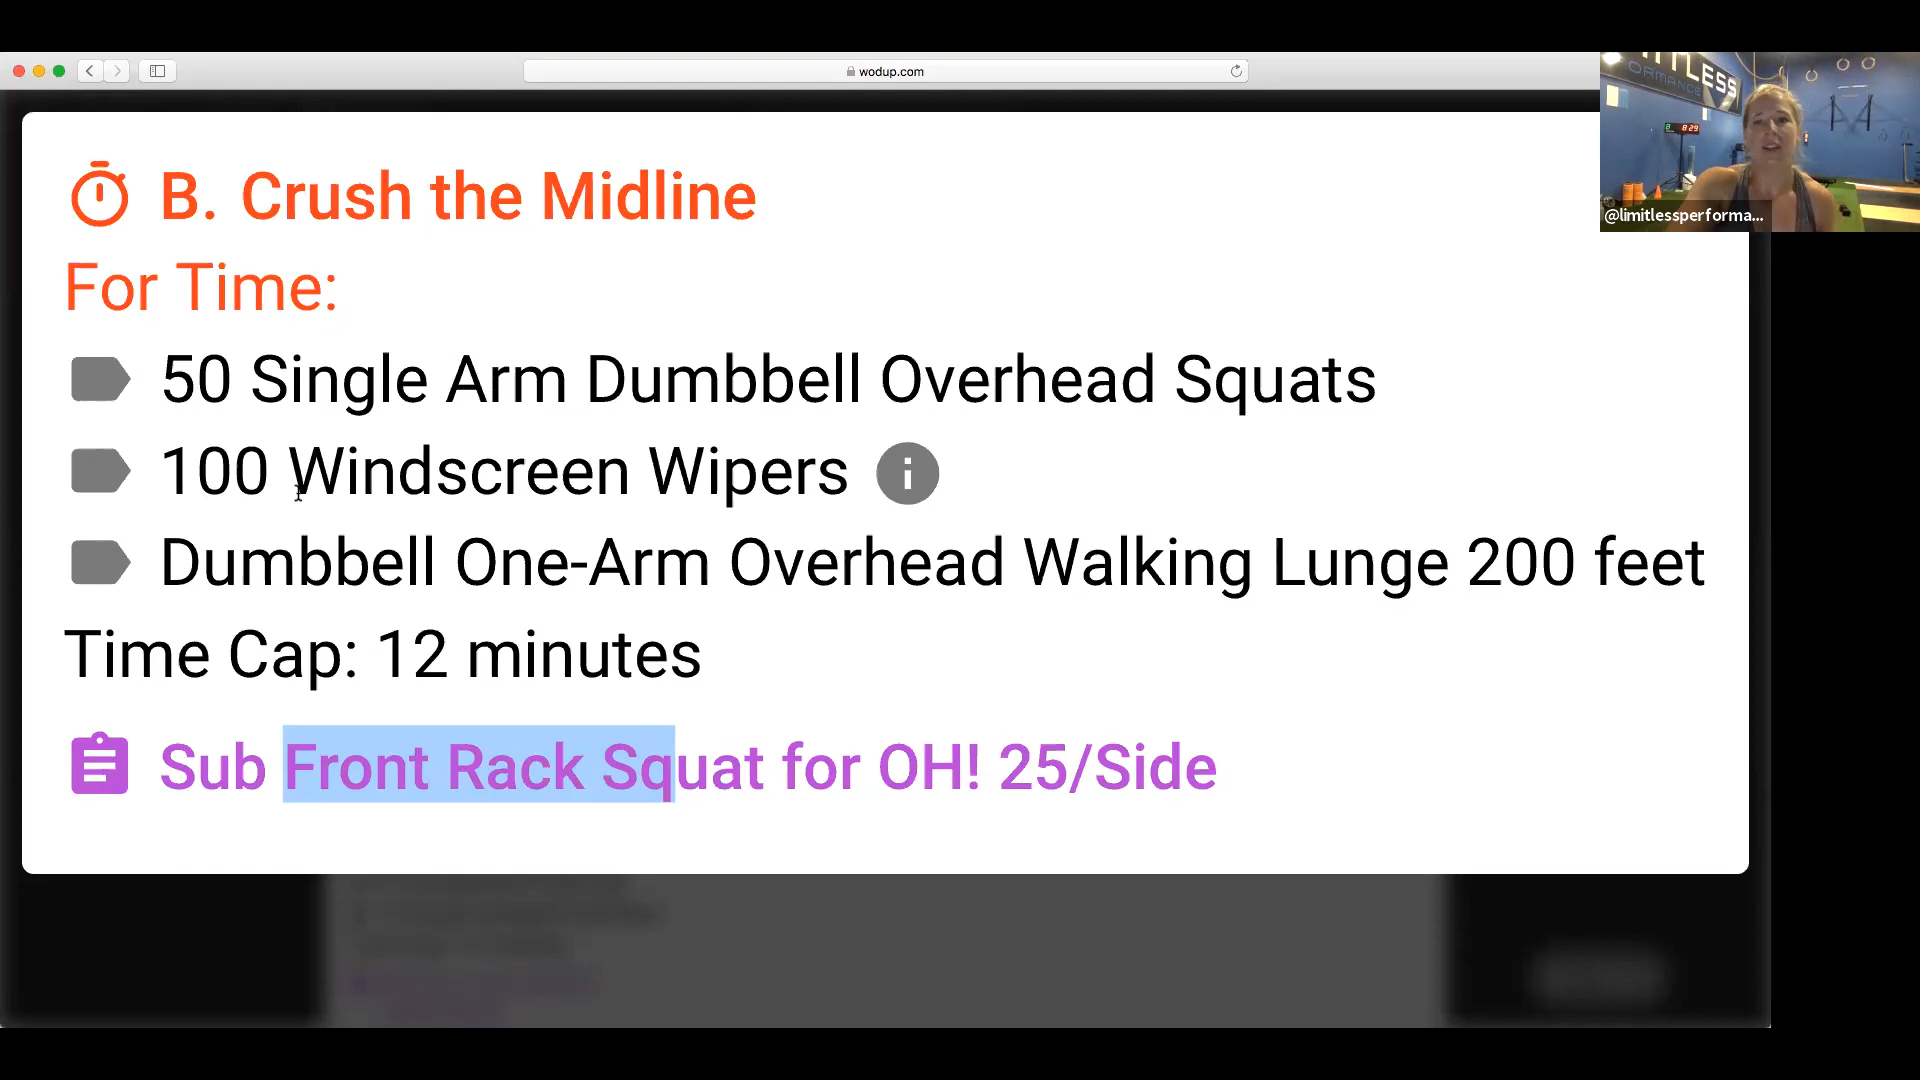 wodup.com
B. Crush the Midline
For Time:
50 Single Arm Dumbbell Overhead Squats
100 Windscreen Wipers
Dumbbell One-Arm Overhead Walking Lunge 200 feet
Time Cap: 12 minutes
Sub Front Rack Squat for OH! 25/Side
@limitlessperforma...